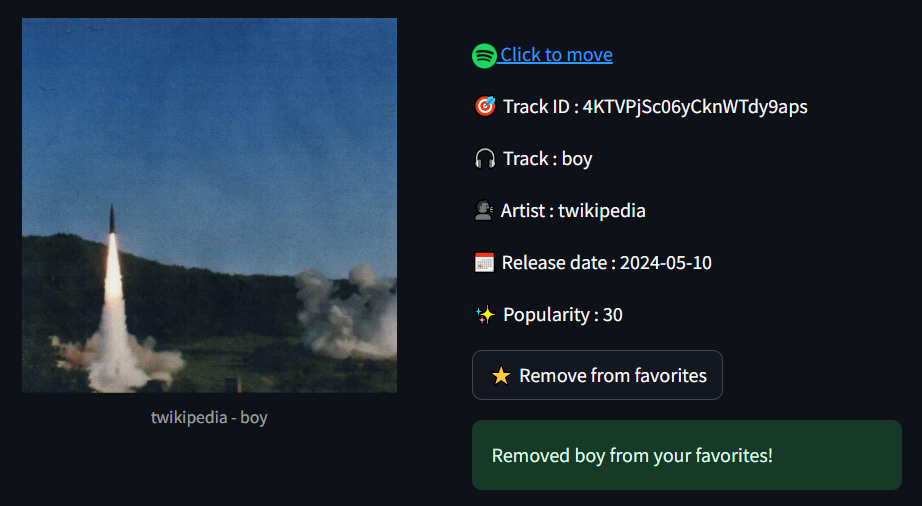 Click to move
Track ID : 4KTVPjSc06yCknWTdy9aps
Track : boy
Artist : twikipedia
Release date : 2024-05-10
Popularity : 30
Remove from favorites
twikipedia - boy
Removed boy from your favorites!